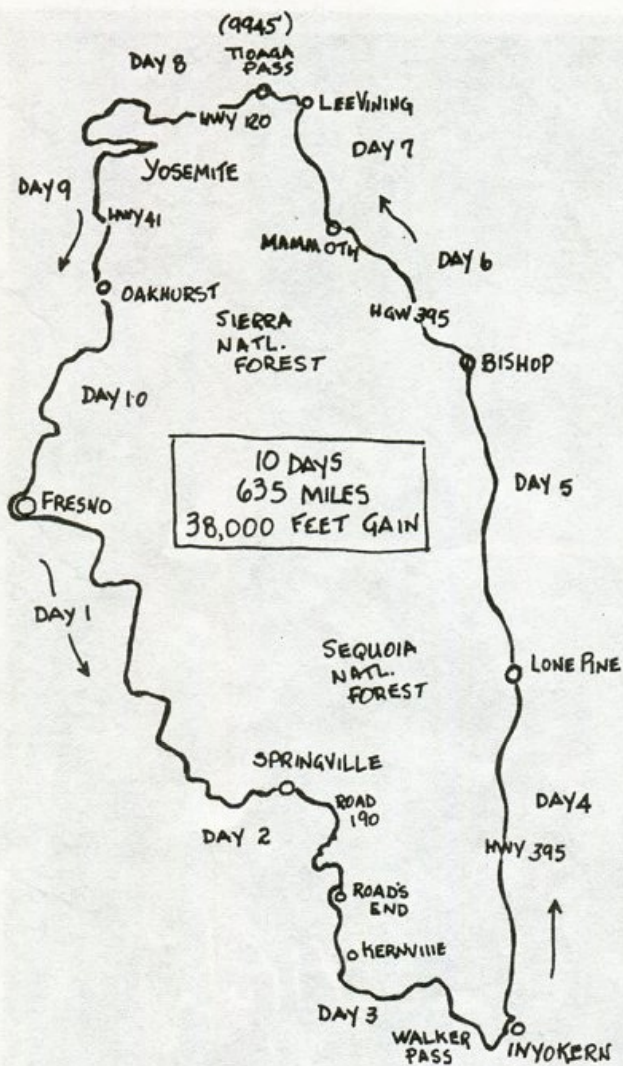 (9945')
TIOAGA
PASS
DAY 8
LEEVINING
HWY 120
DAY 7
YOSEMITE
DAY 9
HWY 41
MAMMOTH
DAY 6
OAKHURST
HGW 395
SIERRA
NATL.
FOREST
BISHOP
DAY 10
10 DAYS
635 MILES
38,000 FEET GAIN
DAY 5
FRESNO
DAY 1
SEQUOIA
NATL.
FOREST
LONE PINE
SPRINGVILLE
ROAD
190
DAY 2
DAY 4
HWY 395
ROAD'S
END
KERNVILLE
DAY 3
WALKER
PASS
INYOKERN